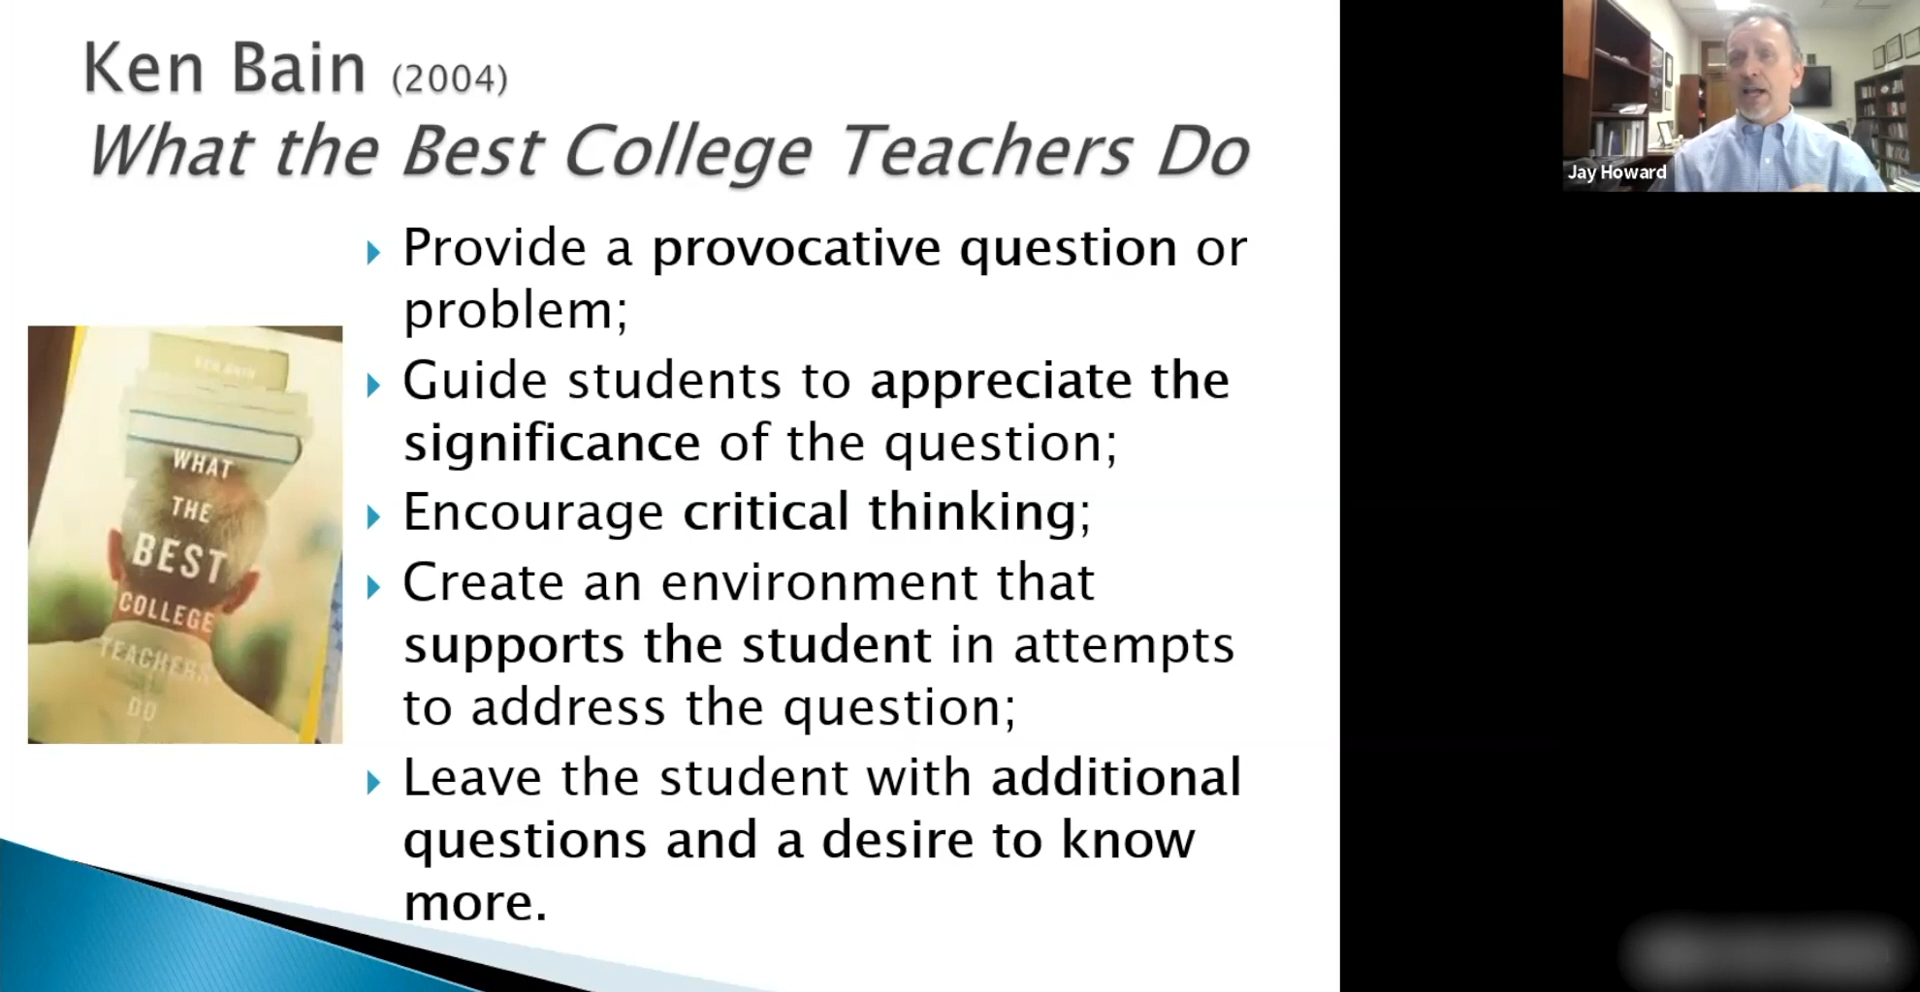 Ken Bain (2004)
What the Best College Teachers Do
Provide a provocative question or
problem;
Guide students to appreciate the
significance of the question;
Encourage critical thinking;
Create an environment that
supports the student in attempts
to address the question;
Leave the student with additional
questions and a desire to know
more.
KEN BAIN
WHAT
THE
BEST
COLLEGE
TEACHERS
DO
Jay Howard